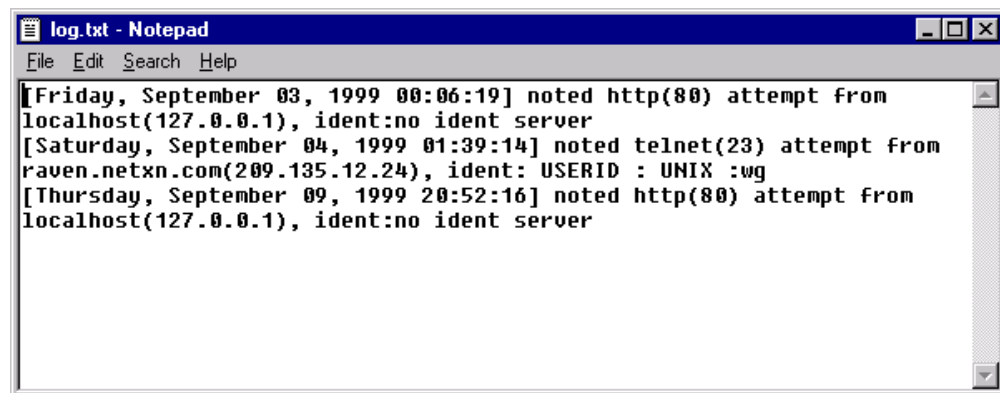 log.txt - Notepad
File Edit Search Help
[Friday, September 03, 1999 00:06:19] noted http(80) attempt from
localhost(127.0.0.1), ident:no ident server
[Saturday, September 04, 1999 01:39:14] noted telnet(23) attempt from
raven.netxn.com(209.135.12.24), ident: USERID : UNIX :wg
[Thursday, September 09, 1999 20:52:16] noted http(80) attempt from
localhost(127.0.0.1), ident:no ident server